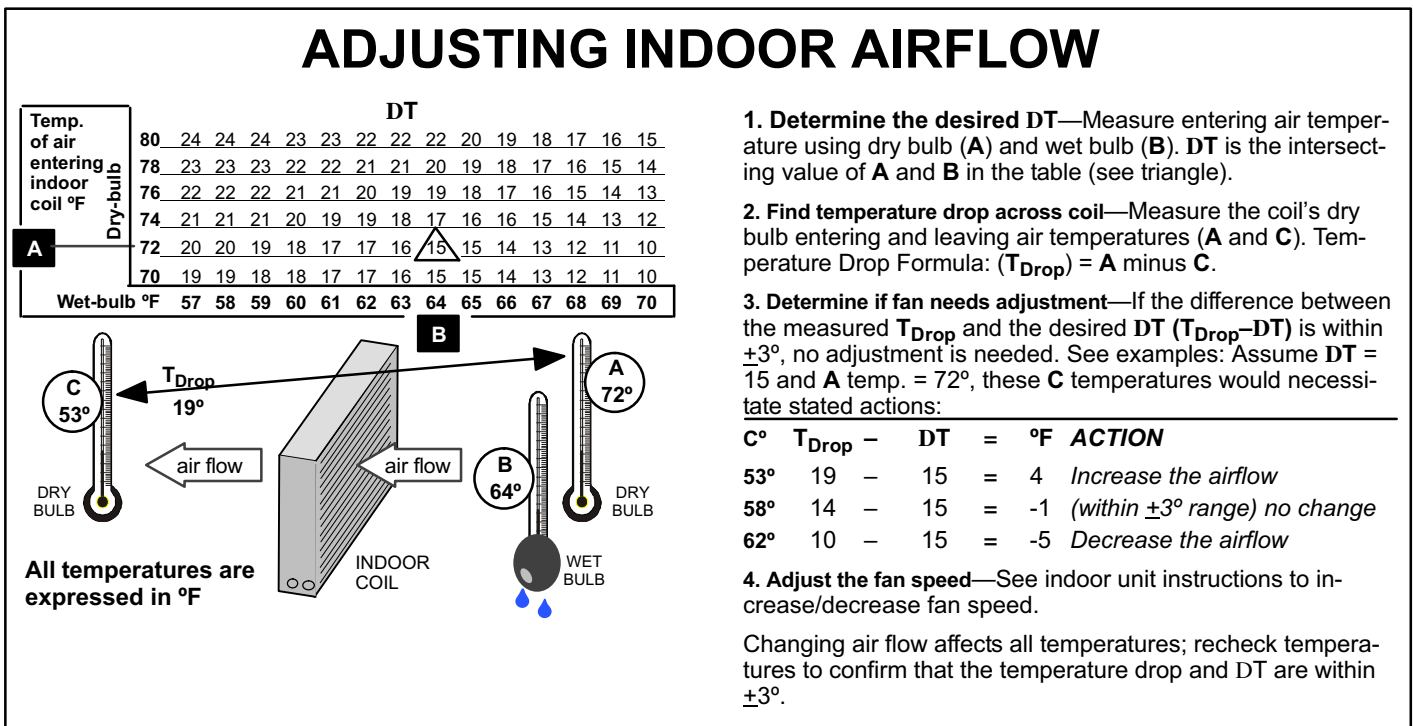 ADJUSTING INDOOR AIRFLOW
DT
Temp.
of air
entering
indoor
coil ºF
Dry-bulb
80 24 24 24 23 23 22 22 22 20 19 18 17 16 15
78 23 23 23 22 22 21 21 20 19 18 17 16 15 14
76 22 22 22 21 21 20 19 19 18 17 16 15 14 13
74 21 21 21 20 19 19 18 17 16 16 15 14 13 12
A
72 20 20 19 18 17 17 16 15 15 14 13 12 11 10
70 19 19 18 18 17 17 16 15 15 14 13 12 11 10
Wet-bulb ºF 57 58 59 60 61 62 63 64 65 66 67 68 69 70
B
C
53º
TDrop
19º
A
72º
air flow
air flow
B
64º
DRY
BULB
DRY
BULB
INDOOR
COIL
WET
BULB
All temperatures are
expressed in ºF
1. Determine the desired DT—Measure entering air temper-
ature using dry bulb (A) and wet bulb (B). DT is the intersect-
ing value of A and B in the table (see triangle).
2. Find temperature drop across coil—Measure the coil’s dry
bulb entering and leaving air temperatures (A and C). Tem-
perature Drop Formula: (TDrop) = A minus C.
3. Determine if fan needs adjustment—If the difference between
the measured TDrop and the desired DT (TDrop–DT) is within
±3º, no adjustment is needed. See examples: Assume DT =
15 and A temp. = 72º, these C temperatures would necessi-
tate stated actions:
Cº TDrop – DT = ºF ACTION
53º 19 – 15 = 4 Increase the airflow
58º 14 – 15 = -1 (within ±3º range) no change
62º 10 – 15 = -5 Decrease the airflow
4. Adjust the fan speed—See indoor unit instructions to in-
crease/decrease fan speed.
Changing air flow affects all temperatures; recheck tempera-
tures to confirm that the temperature drop and DT are within
±3º.